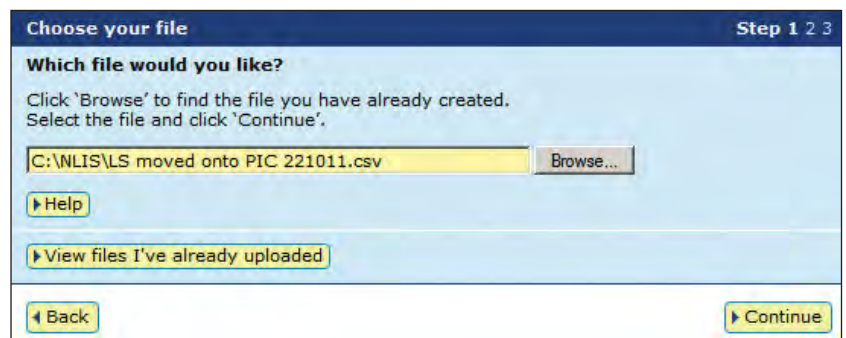 Choose your file Step 1 2 3
Which file would you like?
Click ‘Browse’ to find the file you have already created.
Select the file and click ‘Continue’.
C:\NLIS\LS moved onto PIC 221011.csv Browse...
Help
View files I've already uploaded
Back Continue